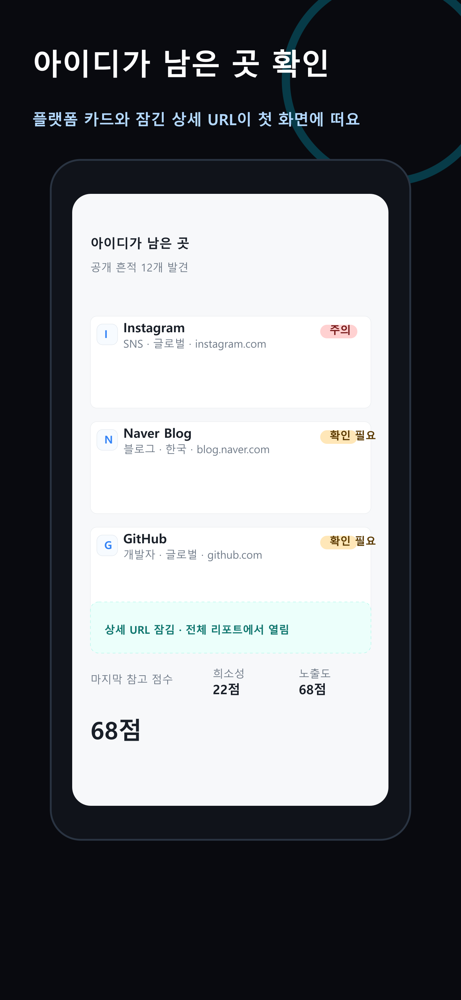 아이디가 남은 곳 확인
플랫폼 카드와 잠긴 상세 URL이 첫 화면에 떠요
아이디가 남은 곳
공개 흔적 12개 발견
I
Instagram
주의
SNS · 글로벌 · instagram.com
N
Naver Blog
확인 필요
블로그 · 한국 · blog.naver.com
G
GitHub
확인 필요
개발자 · 글로벌 · github.com
상세 URL 잠김 · 전체 리포트에서 열림
마지막 참고 점수
희소성
22점
노출도
68점
68점